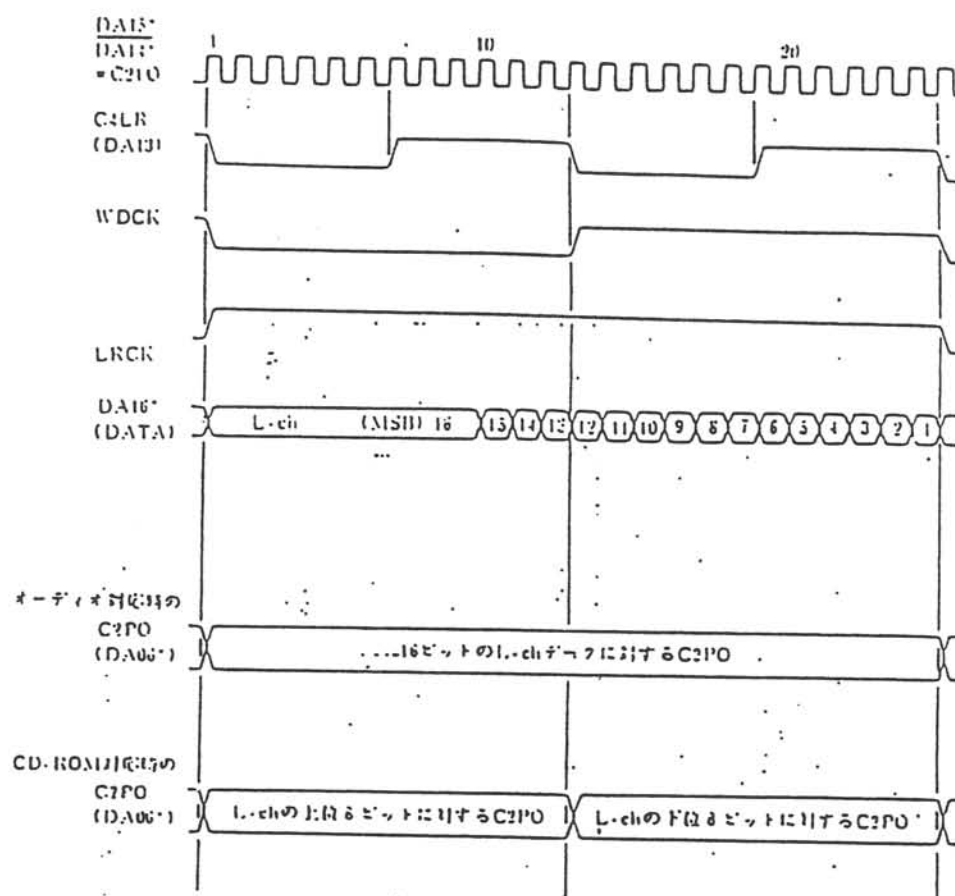 DA15*
DA14*
=C210
1
10
20
C4LR
(DA13)
WDCK
LRCK
DA16*
(DATA)
L-ch (MSB) 16 15 14 13 12 11 10 9 8 7 6 5 4 3 2 1
オーディオ対応時の
C2PO
(DA06*)
16ビットのL-chデータに対するC2PO
CD-ROM対応時の
C2PO
(DA06*)
L-chの上位8ビットに対するC2PO
L-chの下位8ビットに対するC2PO